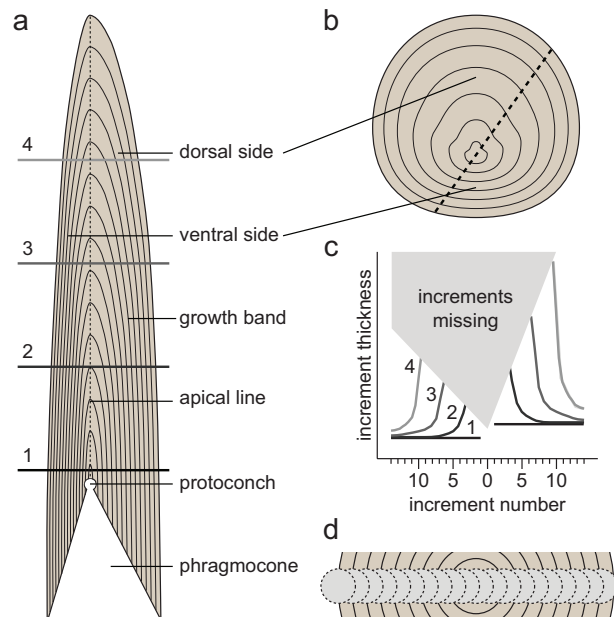 a
b
4
dorsal side
ventral side
3
c
growth band
increment thickness
increments
missing
2
apical line
4
3
2
1
1
protoconch
10 5 0 5 10
increment number
phragmocone
d